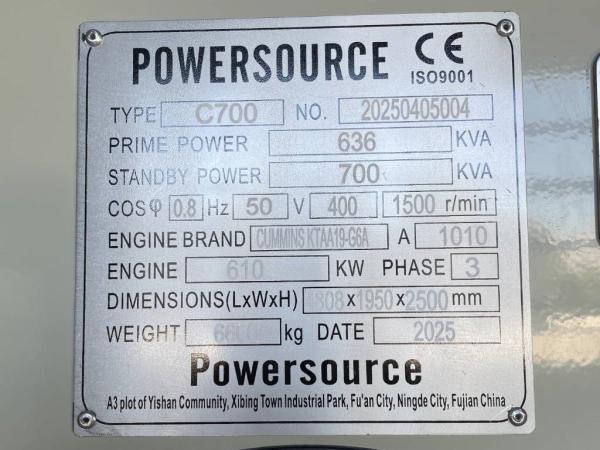 POWERSOURCE CE
ISO9001
TYPE C700 NO. 20250405004
PRIME POWER 636 KVA
STANDBY POWER 700 KVA
COSφ 0.8 Hz 50 V 400 1500 r/min
ENGINE BRAND CUMMINS KTAA19-G6A A 1010
ENGINE 610 KW PHASE 3
DIMENSIONS(LxWxH) 4808x1950x2500 mm
WEIGHT kg DATE 2025
Powersource
A3 plot of Yishan Community, Xibing Town Industrial Park, Fu'an City, Ningde City, Fujian China